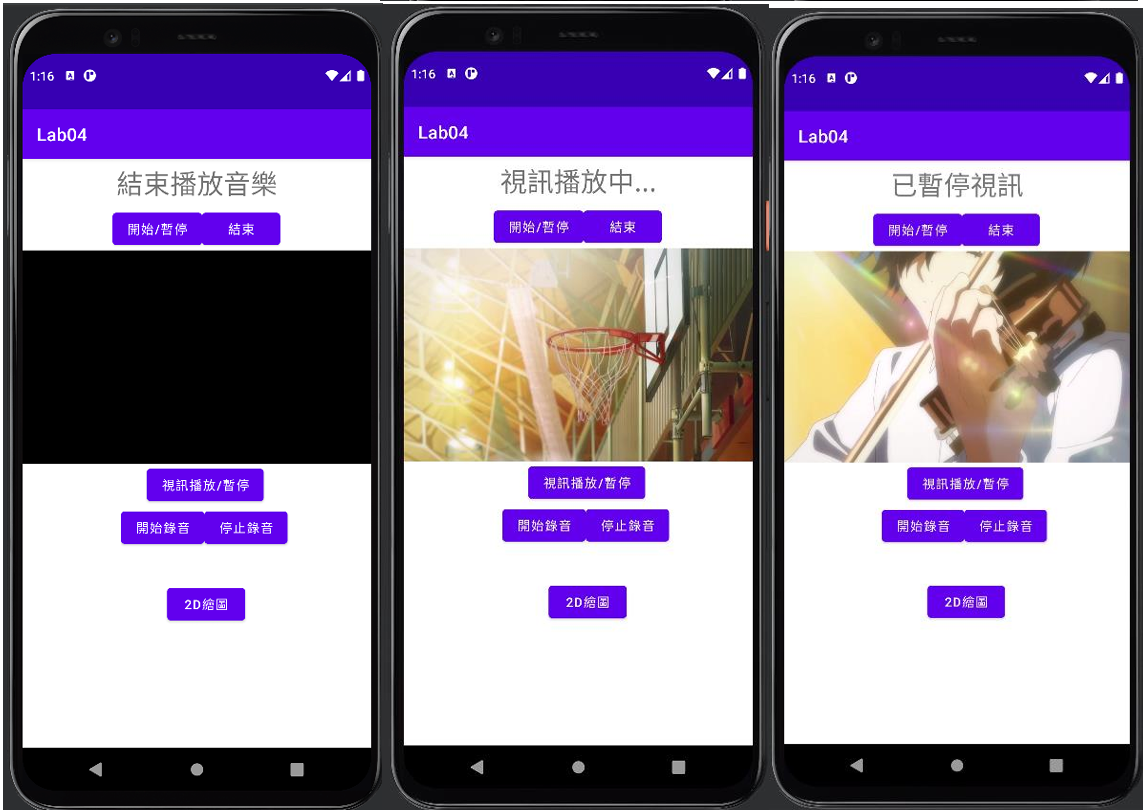 1:16
Lab04
結束播放音樂
開始/暫停 結束
視訊播放/暫停
開始錄音 停止錄音
2D繪圖
1:16
Lab04
視訊播放中...
開始/暫停 結束
視訊播放/暫停
開始錄音 停止錄音
2D繪圖
1:16
Lab04
已暫停視訊
開始/暫停 結束
視訊播放/暫停
開始錄音 停止錄音
2D繪圖